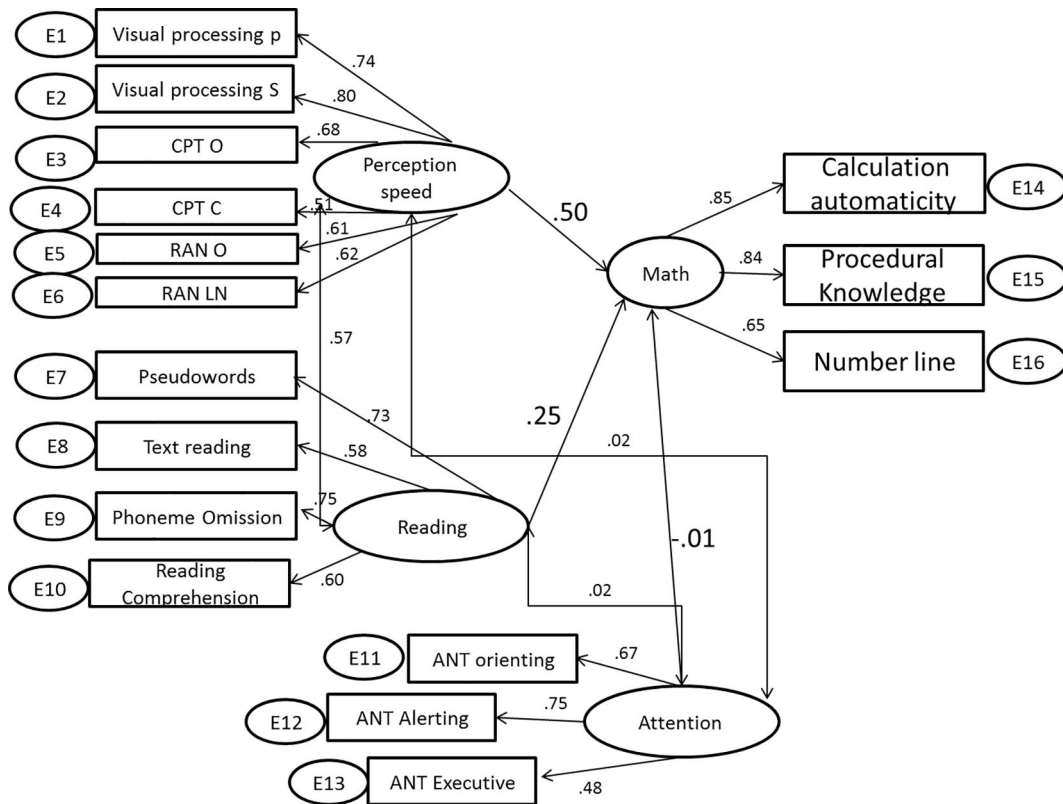 E1
Visual processing p
.74
E2
Visual processing S
.80
E3
CPT O
.68
Perception
speed
E4
CPT C
.51
E5
RAN O
.61
E6
RAN LN
.62
.50
Math
.85
Calculation
automaticity
E14
.84
Procedural
Knowledge
E15
.65
Number line
E16
.57
E7
Pseudowords
.73
.25
E8
Text reading
.58
.02
E9
Phoneme Omission
.75
Reading
-.01
E10
Reading
Comprehension
.60
.02
E11
ANT orienting
.67
E12
ANT Alerting
.75
Attention
E13
ANT Executive
.48